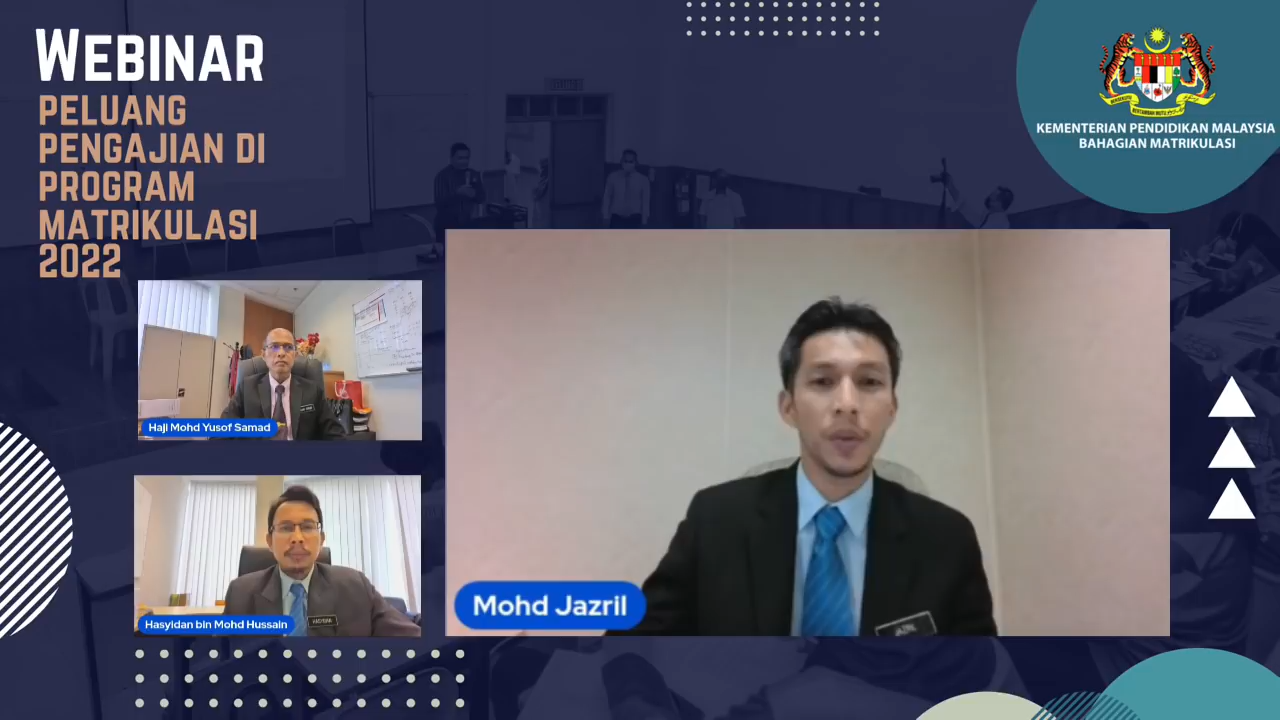 WEBINAR
PELUANG
PENGAJIAN DI
PROGRAM
MATRIKULASI
2022
KEMENTERIAN PENDIDIKAN MALAYSIA
BAHAGIAN MATRIKULASI
Haji Mohd Yusof Samad
Hasyidan bin Mohd Hussain
Mohd Jazril